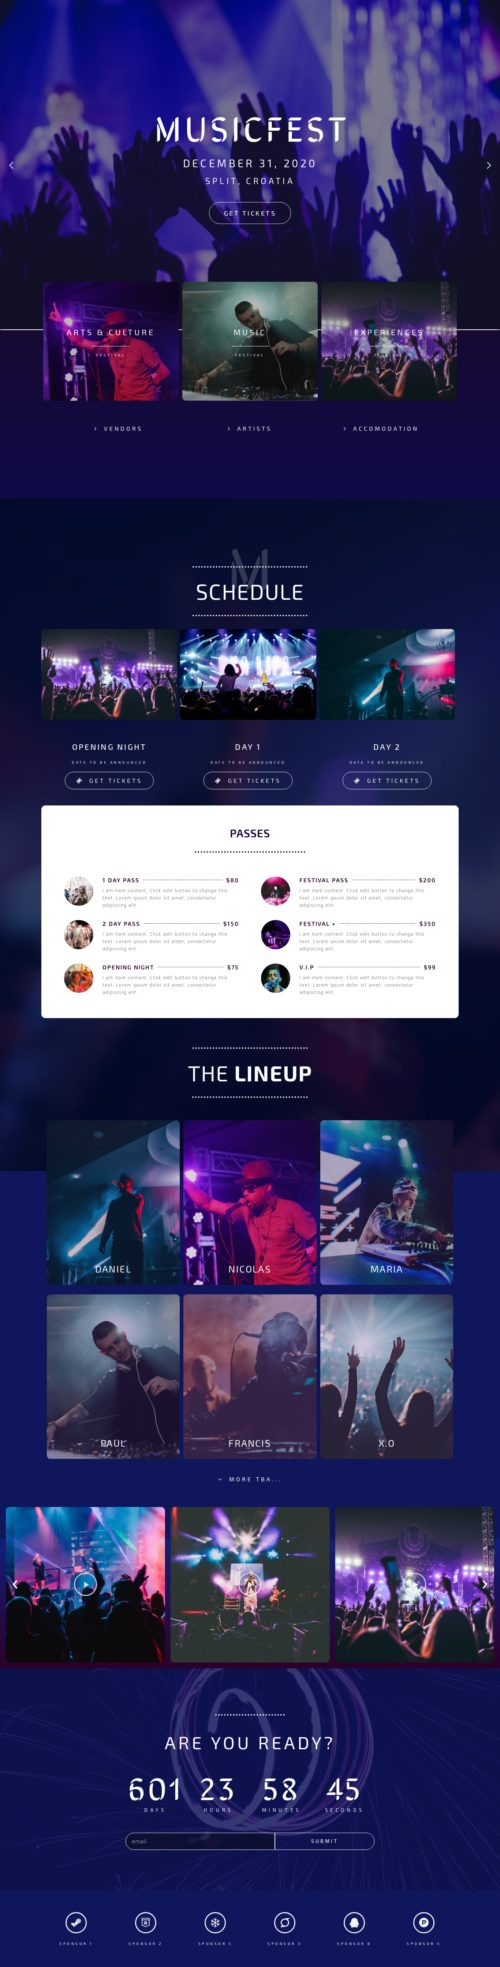 MUSICFEST
DECEMBER 31, 2020
SPLIT, CROATIA
GET TICKETS
ARTS & CULTURE
FESTIVAL
MUSIC
FESTIVAL
EXPERIENCES
VENDORS
ARTISTS
ACCOMODATION
M
SCHEDULE
OPENING NIGHT
DATE TO BE ANNOUNCED
GET TICKETS
DAY 1
DATE TO BE ANNOUNCED
GET TICKETS
DAY 2
DATE TO BE ANNOUNCED
GET TICKETS
PASSES
1 DAY PASS $80
I am item content. Click edit button to change this
text. Lorem ipsum dolor sit amet, consectetur
adipiscing elit
2 DAY PASS $150
I am item content. Click edit button to change this
text. Lorem ipsum dolor sit amet, consectetur
adipiscing elit
OPENING NIGHT $75
I am item content. Click edit button to change this
text. Lorem ipsum dolor sit amet, consectetur
adipiscing elit
FESTIVAL PASS $200
I am item content. Click edit button to change this
text. Lorem ipsum dolor sit amet, consectetur
adipiscing elit
FESTIVAL + $350
I am item content. Click edit button to change this
text. Lorem ipsum dolor sit amet, consectetur
adipiscing elit
V.I.P $99
I am item content. Click edit button to change this
text. Lorem ipsum dolor sit amet, consectetur
adipiscing elit
THE LINEUP
DANIEL
NICOLAS
MARIA
PAUL
FRANCIS
X.O
MORE TBA...
ARE YOU READY?
601 23 58 45
DAYS HOURS MINUTES SECONDS
email
SUBMIT
SPONSOR 1
SPONSOR 2
SPONSOR 5
SPONSOR 3
SPONSOR 6
SPONSOR 4